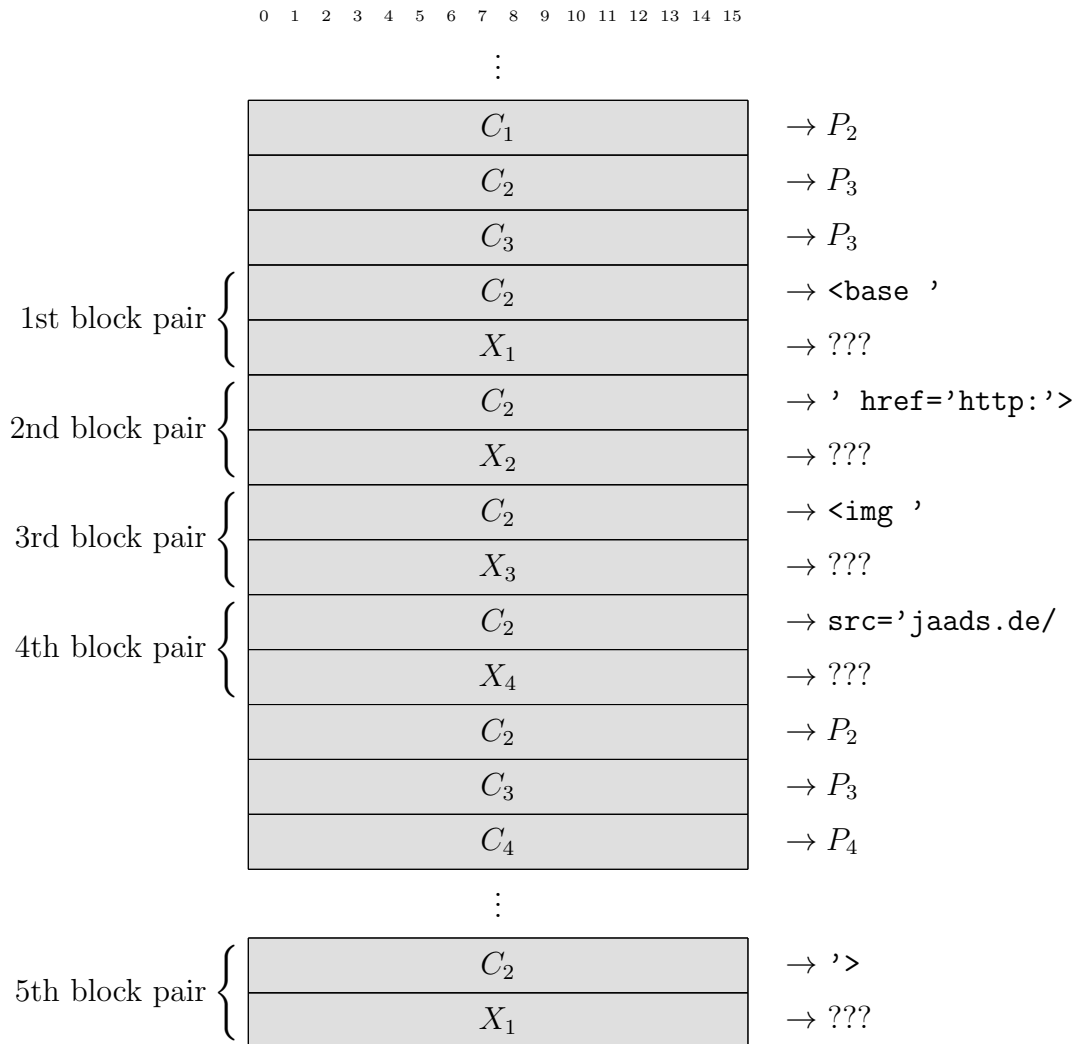 0 1 2 3 4 5 6 7 8 9 10 11 12 13 14 15
⋮
C₁ → P₂
C₂ → P₃
C₃ → P₃
1st block pair
C₂ → <base ’
X₁ → ???
2nd block pair
C₂ → ’ href=’http:’>
X₂ → ???
3rd block pair
C₂ → <img ’
X₃ → ???
4th block pair
C₂ → src=’jaads.de/
X₄ → ???
C₂ → P₂
C₃ → P₃
C₄ → P₄
⋮
5th block pair
C₂ → ’>
X₁ → ???